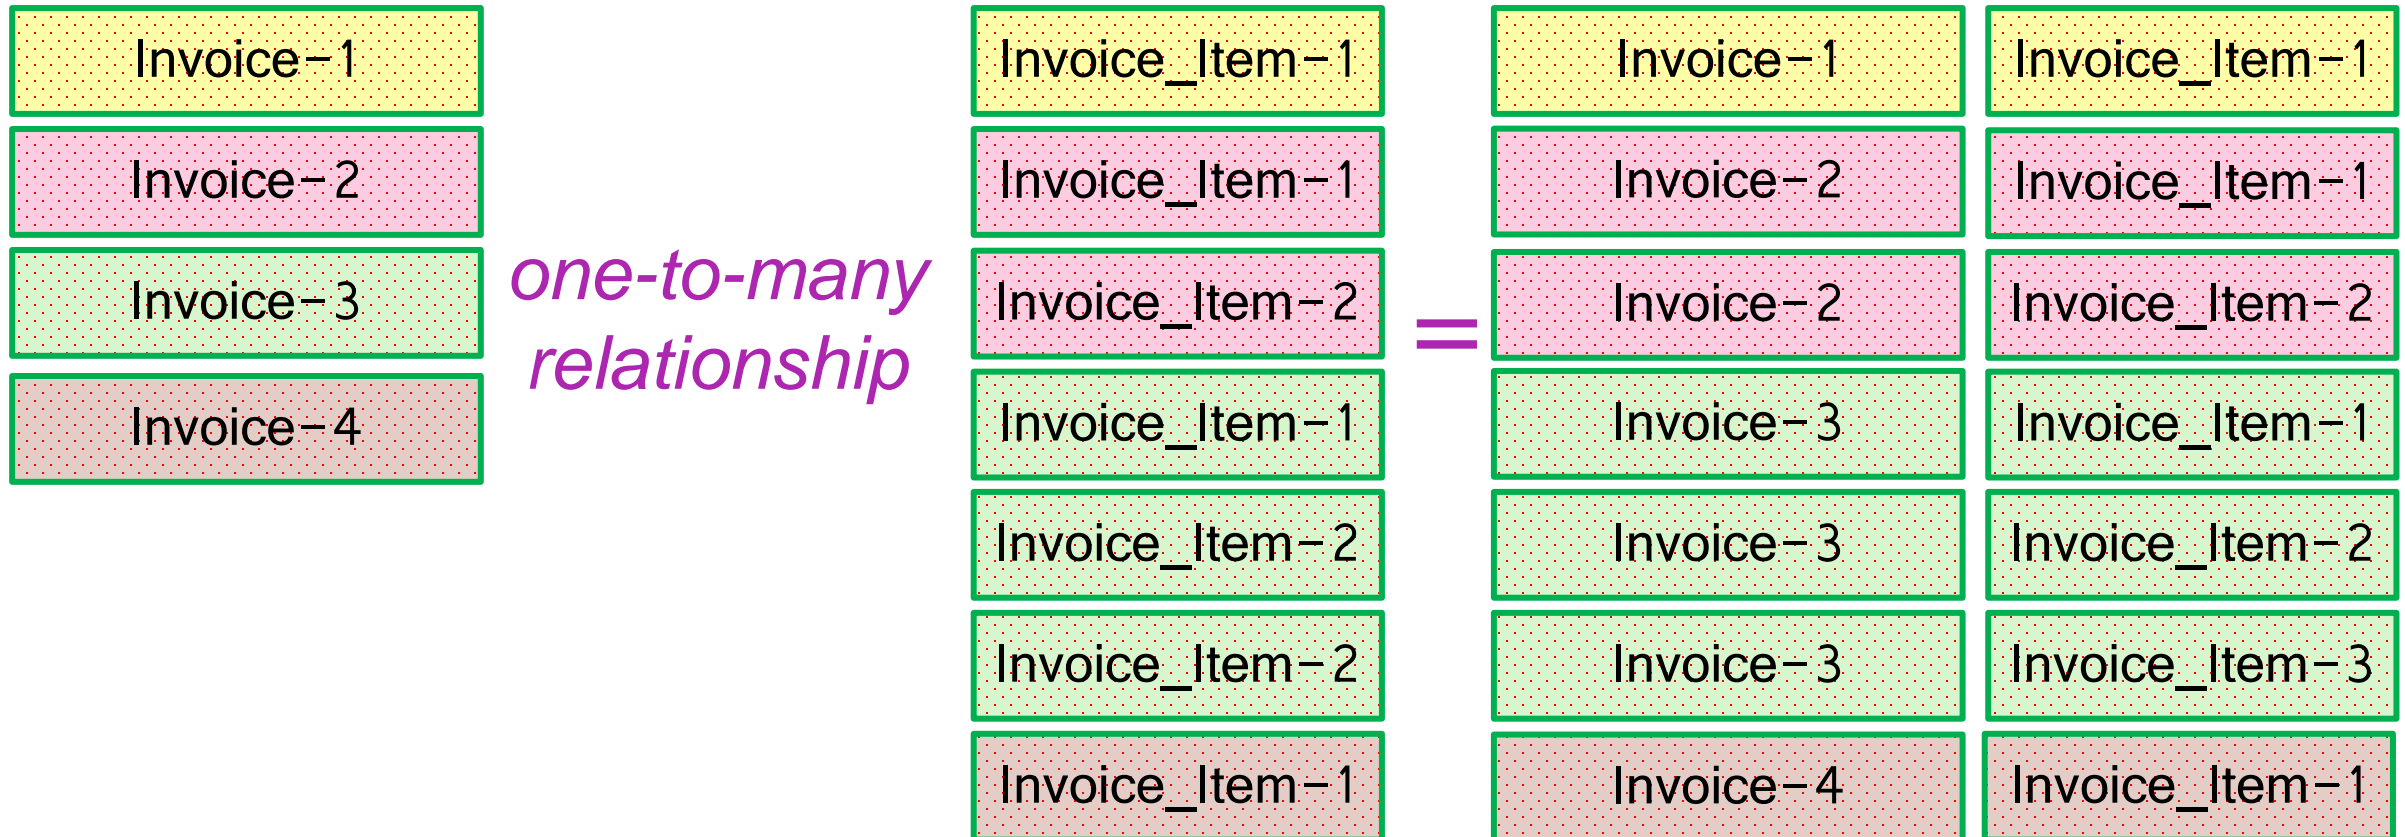 Invoice-1 Invoice_Item-1 Invoice-1 Invoice_Item-1
Invoice-2 Invoice_Item-1 Invoice-2 Invoice_Item-1
Invoice-3 Invoice_Item-2 Invoice-2 Invoice_Item-2
one-to-many
relationship
=
Invoice-4 Invoice_Item-1 Invoice-3 Invoice_Item-1
Invoice_Item-2 Invoice-3 Invoice_Item-2
Invoice_Item-2 Invoice-3 Invoice_Item-3
Invoice_Item-1 Invoice-4 Invoice_Item-1